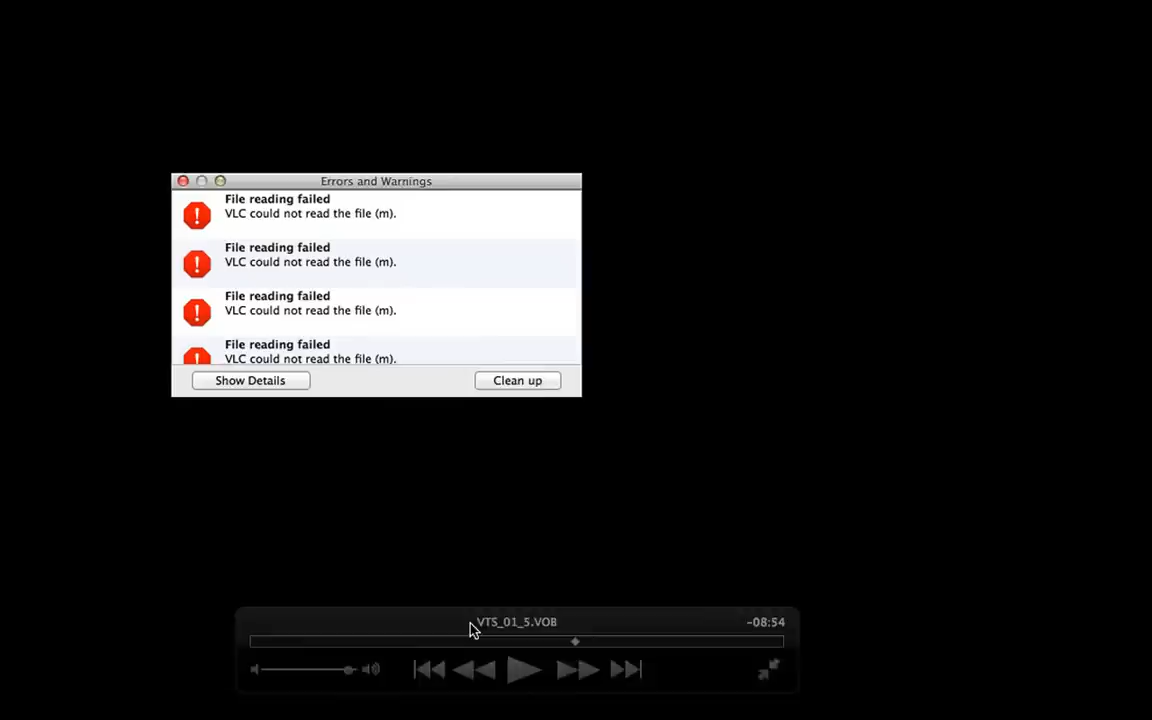 Errors and Warnings
File reading failed
VLC could not read the file (m).
File reading failed
VLC could not read the file (m).
File reading failed
VLC could not read the file (m).
File reading failed
VLC could not read the file (m).
Show Details
Clean up
VTS_01_5.VOB
-08:54